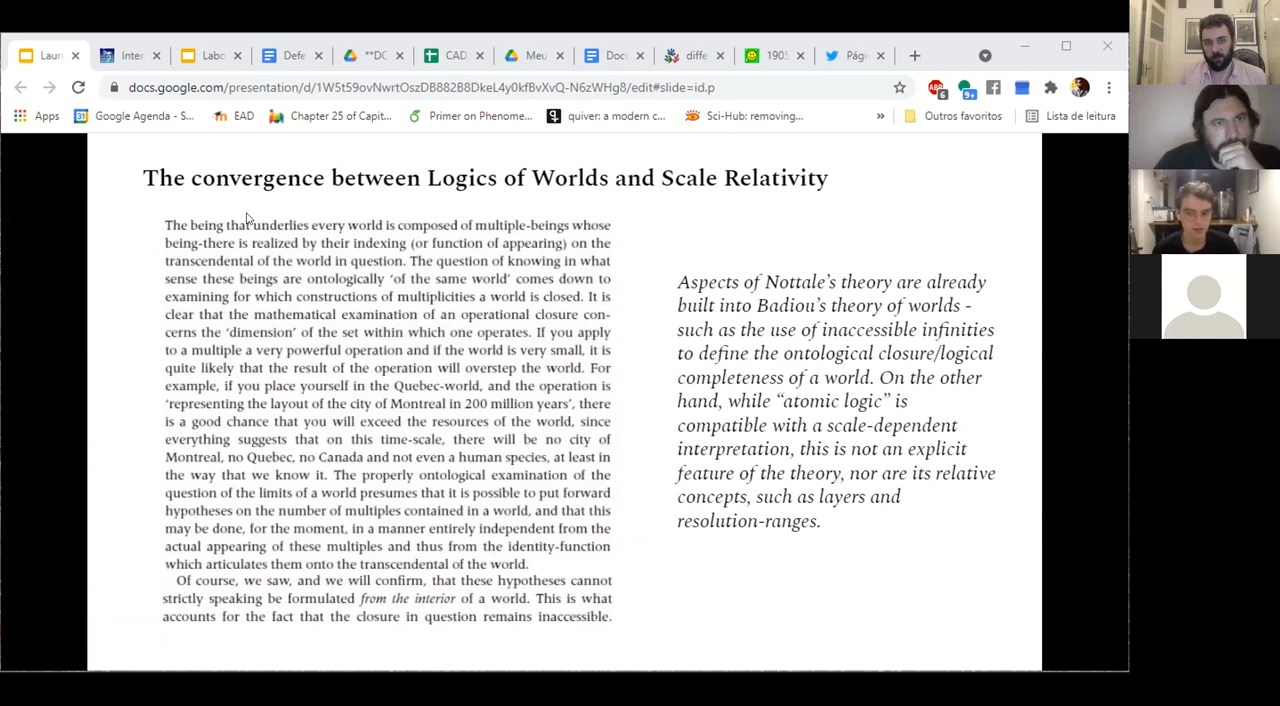 Laur
Inter
Labo
Defe
**DC
CAD
Meu
Docu
diffe
1905
Pági
docs.google.com/presentation/d/1W5t59ovNwrtOszDB882B8DkeL4y0kfBvXvQ-N6zWHg8/edit#slide=id.p
ABP
6
9+
Apps
31
Google Agenda - S...
EAD
Chapter 25 of Capit...
Primer on Phenome...
q
quiver: a modern c...
Sci-Hub: removing...
»
Outros favoritos
Lista de leitura
The convergence between Logics of Worlds and Scale Relativity
The being that underlies every world is composed of multiple-beings whose
being-there is realized by their indexing (or function of appearing) on the
transcendental of the world in question. The question of knowing in what
sense these beings are ontologically ‘of the same world’ comes down to
examining for which constructions of multiplicities a world is closed. It is
clear that the mathematical examination of an operational closure con-
cerns the ‘dimension’ of the set within which one operates. If you apply
to a multiple a very powerful operation and if the world is very small, it is
quite likely that the result of the operation will overstep the world. For
example, if you place yourself in the Quebec-world, and the operation is
‘representing the layout of the city of Montreal in 200 million years’, there
is a good chance that you will exceed the resources of the world, since
everything suggests that on this time-scale, there will be no city of
Montreal, no Quebec, no Canada and not even a human species, at least in
the way that we know it. The properly ontological examination of the
question of the limits of a world presumes that it is possible to put forward
hypotheses on the number of multiples contained in a world, and that this
may be done, for the moment, in a manner entirely independent from the
actual appearing of these multiples and thus from the identity-function
which articulates them onto the transcendental of the world.
Of course, we saw, and we will confirm, that these hypotheses cannot
strictly speaking be formulated from the interior of a world. This is what
accounts for the fact that the closure in question remains inaccessible.
Aspects of Nottale’s theory are already
built into Badiou’s theory of worlds -
such as the use of inaccessible infinities
to define the ontological closure/logical
completeness of a world. On the other
hand, while “atomic logic” is
compatible with a scale-dependent
interpretation, this is not an explicit
feature of the theory, nor are its relative
concepts, such as layers and
resolution-ranges.